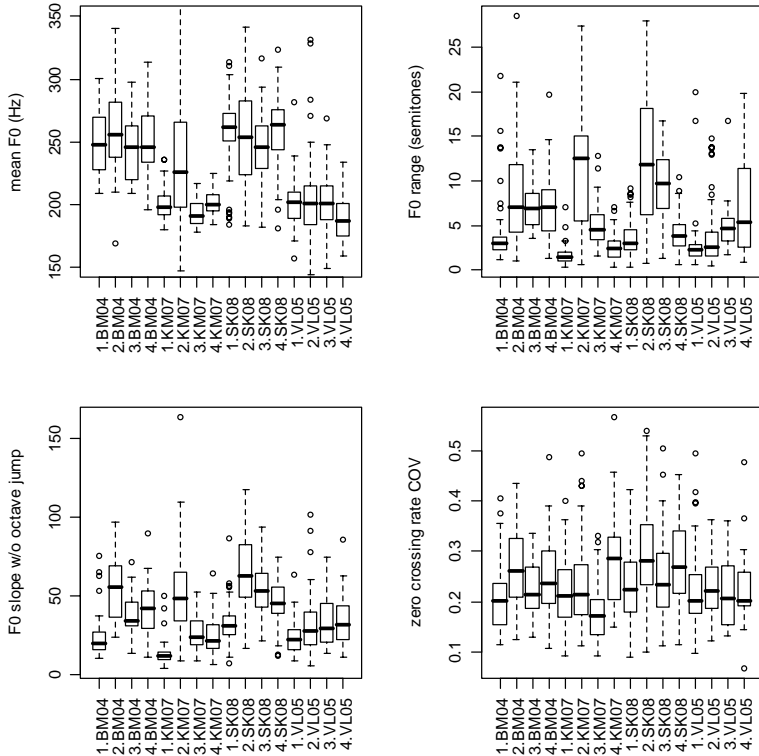 mean F0 (Hz)
150
200
250
300
350
1.BM04
2.BM04
3.BM04
4.BM04
1.KM07
2.KM07
3.KM07
4.KM07
1.SK08
2.SK08
3.SK08
4.SK08
1.VL05
2.VL05
3.VL05
4.VL05
F0 range (semitones)
0
5
10
15
20
25
1.BM04
2.BM04
3.BM04
4.BM04
1.KM07
2.KM07
3.KM07
4.KM07
1.SK08
2.SK08
3.SK08
4.SK08
1.VL05
2.VL05
3.VL05
4.VL05
F0 slope w/o octave jump
0
50
100
150
1.BM04
2.BM04
3.BM04
4.BM04
1.KM07
2.KM07
3.KM07
4.KM07
1.SK08
2.SK08
3.SK08
4.SK08
1.VL05
2.VL05
3.VL05
4.VL05
zero crossing rate COV
0.1
0.2
0.3
0.4
0.5
1.BM04
2.BM04
3.BM04
4.BM04
1.KM07
2.KM07
3.KM07
4.KM07
1.SK08
2.SK08
3.SK08
4.SK08
1.VL05
2.VL05
3.VL05
4.VL05